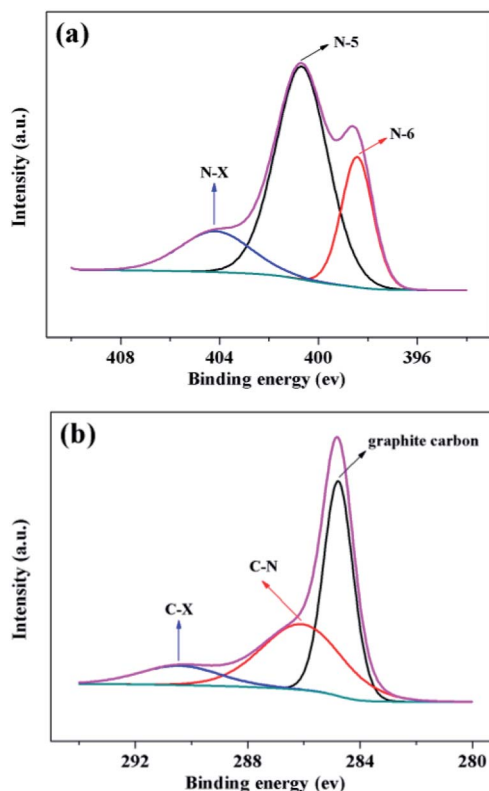 (a)
N-5
N-6
N-X
Intensity (a.u.)
408 404 400 396
Binding energy (ev)
(b)
graphite carbon
C-N
C-X
Intensity (a.u.)
292 288 284 280
Binding energy (ev)